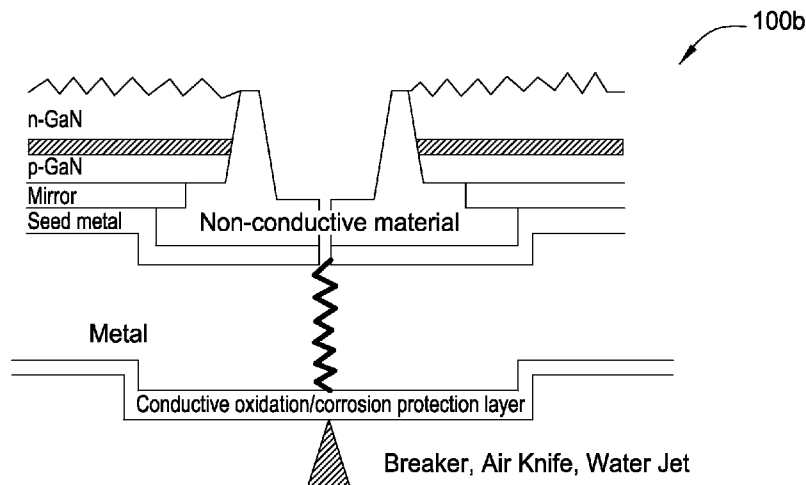 100b
n-GaN
p-GaN
Mirror
Seed metal
Non-conductive material
Metal
Conductive oxidation/corrosion protection layer
Breaker, Air Knife, Water Jet